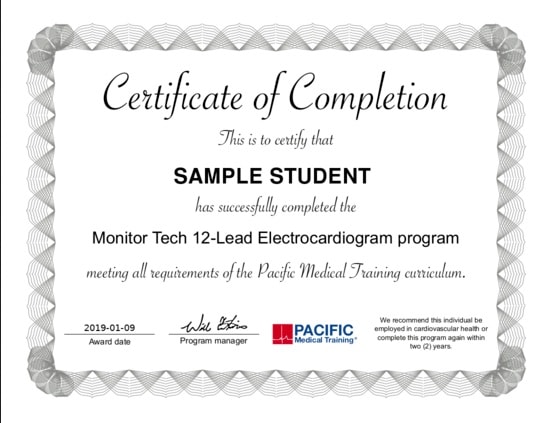 Certificate of Completion
This is to certify that
SAMPLE STUDENT
has successfully completed the
Monitor Tech 12-Lead Electrocardiogram program
meeting all requirements of the Pacific Medical Training curriculum.
2019-01-09
Award date
Program manager
PACIFIC
Medical Training®
We recommend this individual be
employed in cardiovascular health or
complete this program again within
two (2) years.